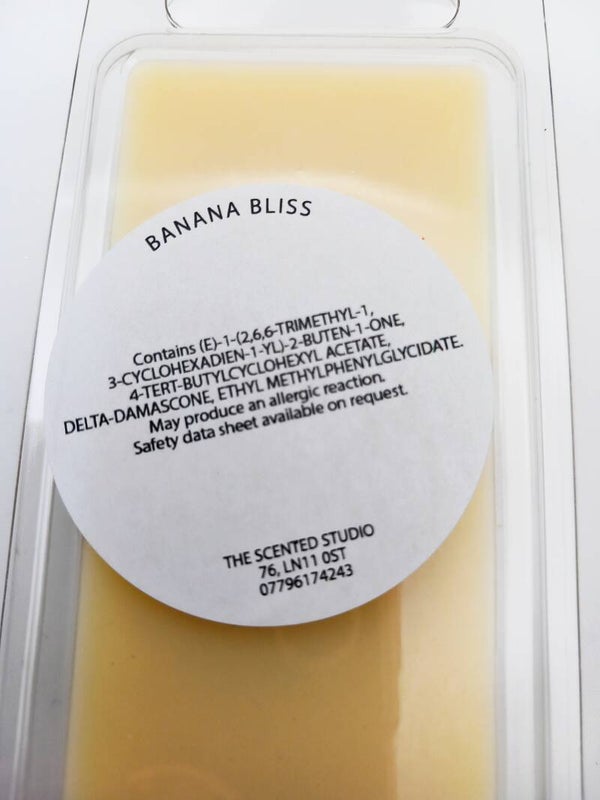 BANANA BLISS
Contains (E)-1-(2,6,6-TRIMETHYL-1,
3-CYCLOHEXADIEN-1-YL)-2-BUTEN-1-ONE,
4-TERT-BUTYLCYCLOHEXYL ACETATE,
DELTA-DAMASCONE, ETHYL METHYLPHENYLGLYCIDATE.
May produce an allergic reaction.
Safety data sheet available on request.
THE SCENTED STUDIO
76, LN11 0ST
07796174243